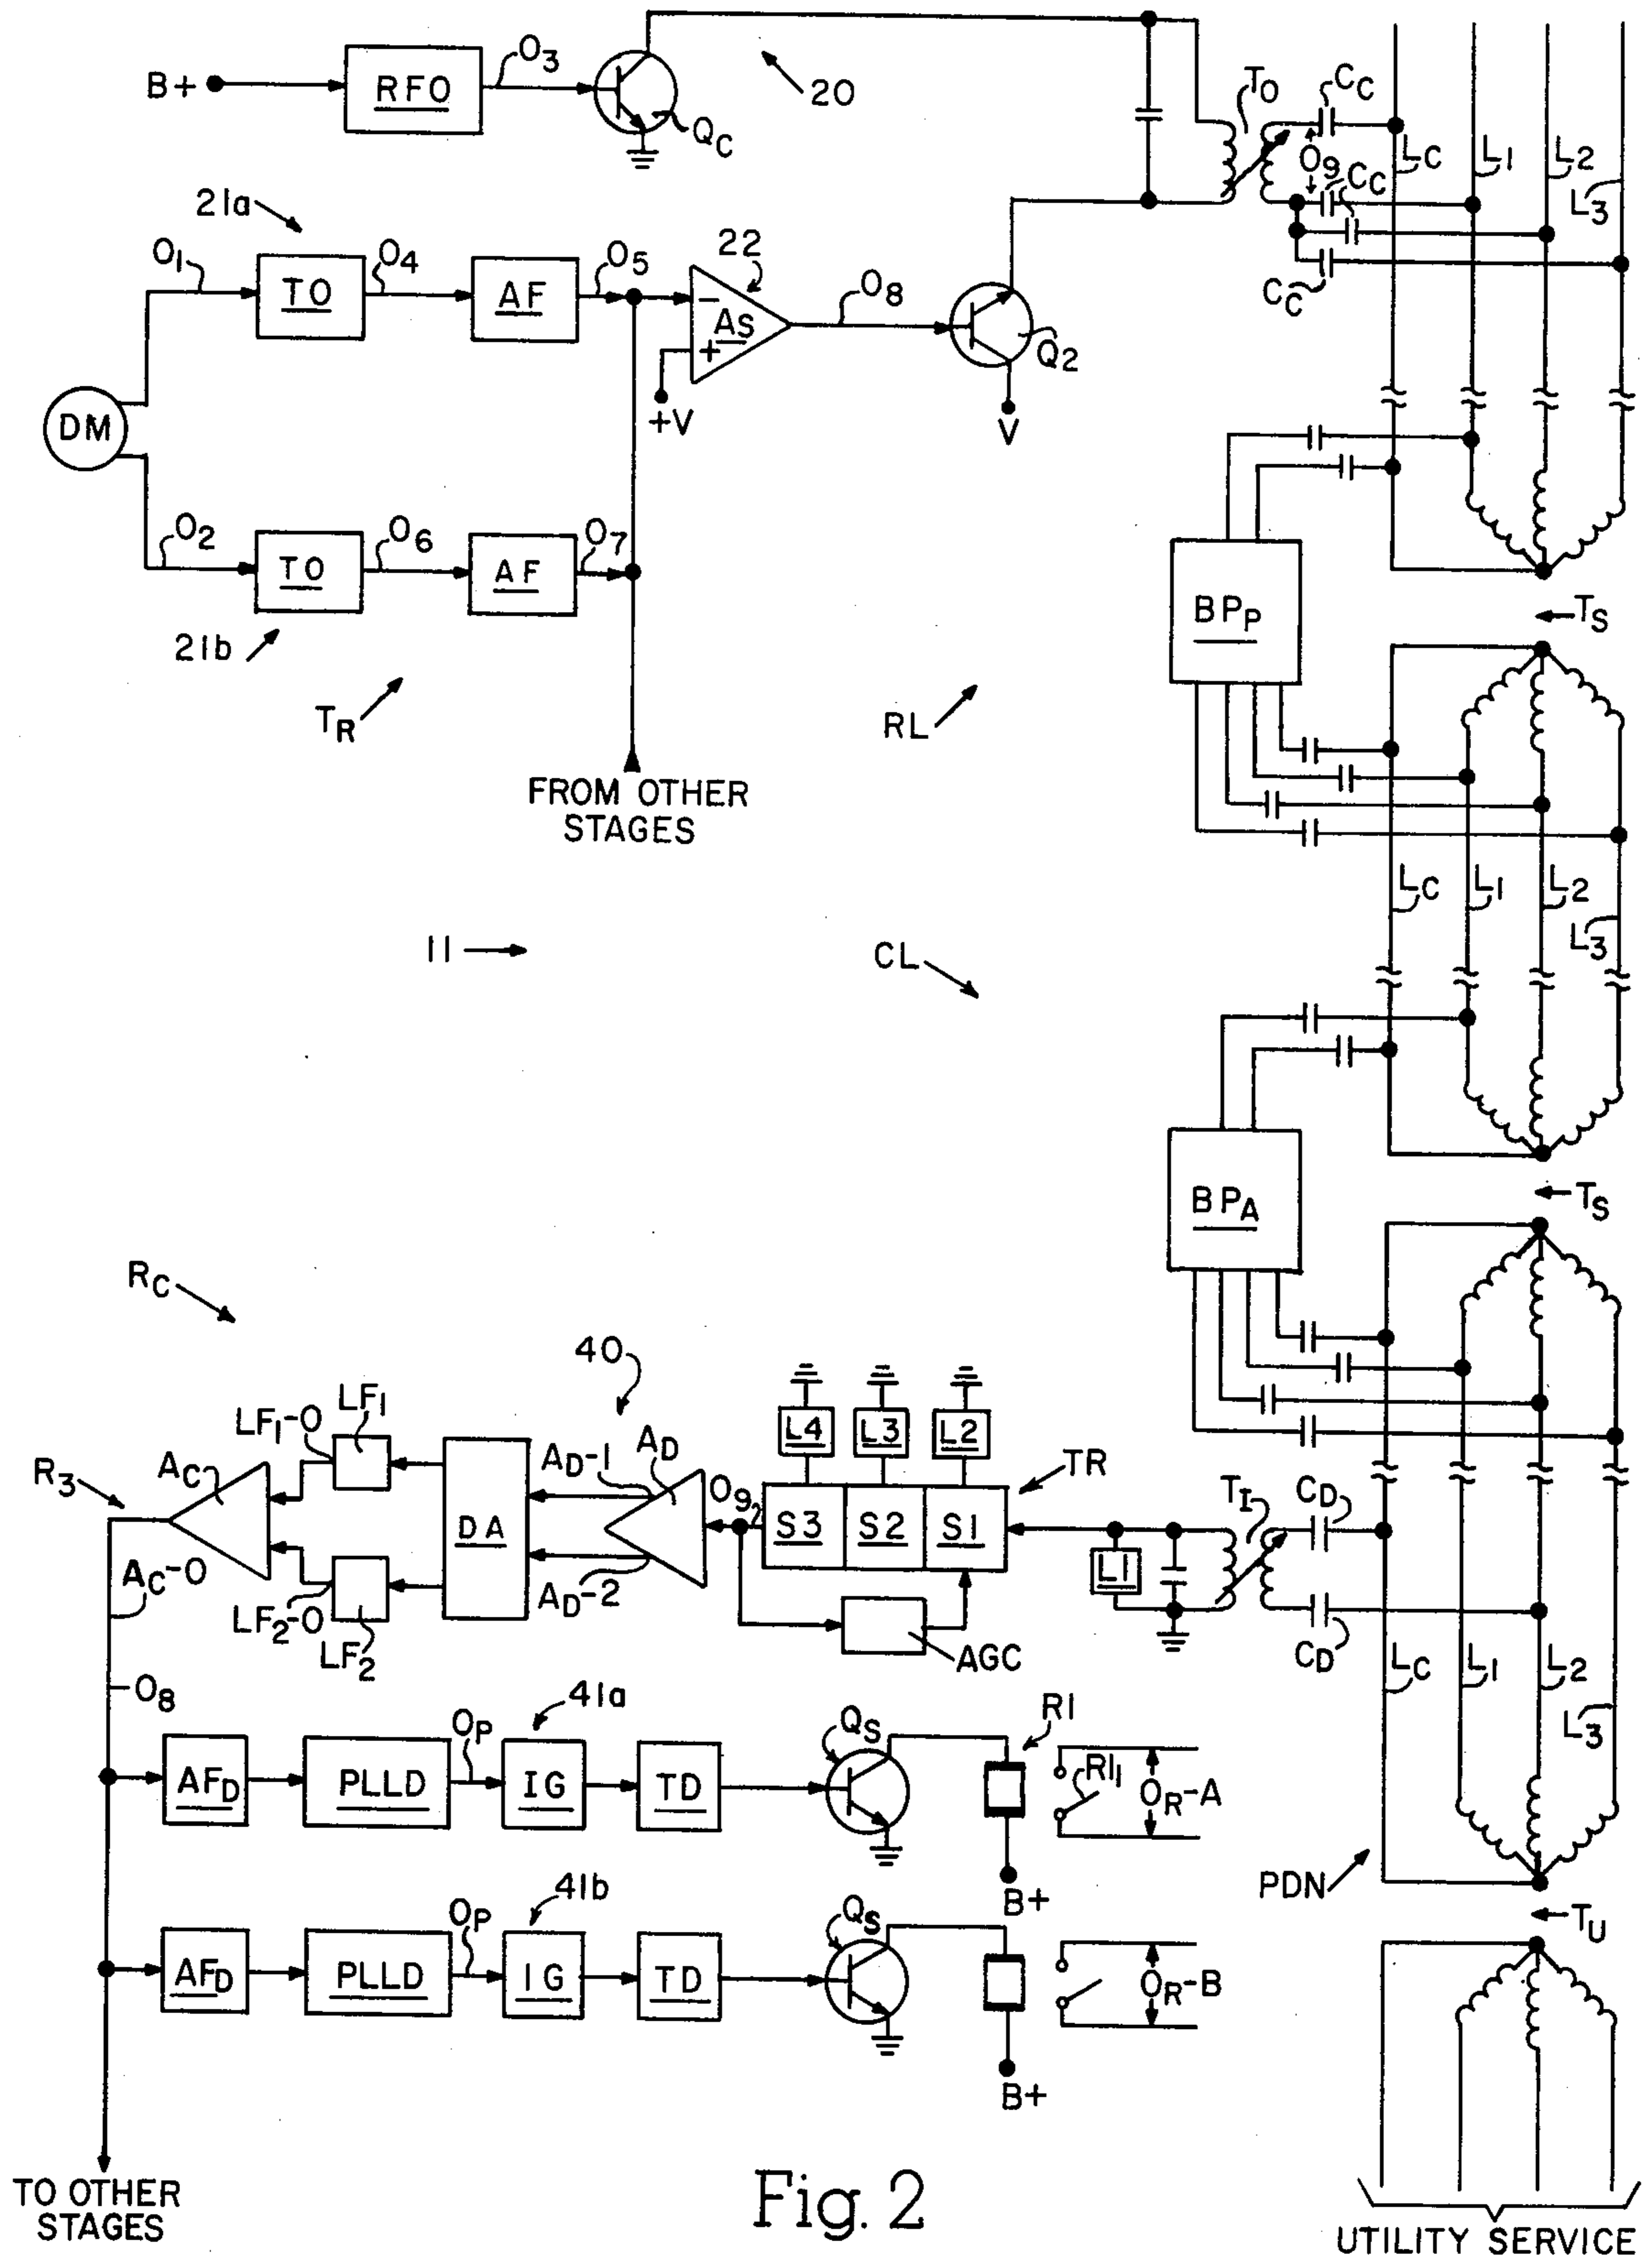 B+
RFO
O3
QC
20
TO
CC
O9
CC
CC
LC
L1
L2
L3
21a
O1
TO
O4
AF
O5
22
–
AS
+
+V
O8
Q2
V
DM
O2
TO
O6
AF
O7
21b
TR
FROM OTHER
STAGES
RL
BPP
TS
LC
L1
L2
L3
11
CL
BPA
TS
RC
40
LF1
LF1-O
AC
R3
AC-O
LF2-O
LF2
DA
AD-1
AD
AD-2
O9
L4
L3
L2
S3
S2
S1
TR
AGC
L1
TI
CD
CD
LC
L1
L2
L3
O8
AFD
PLLD
OP
41a
IG
TD
QS
R1
R11
OR-A
B+
PDN
AFD
PLLD
OP
41b
IG
TD
QS
OR-B
B+
TU
TO OTHER
STAGES
Fig. 2
UTILITY SERVICE